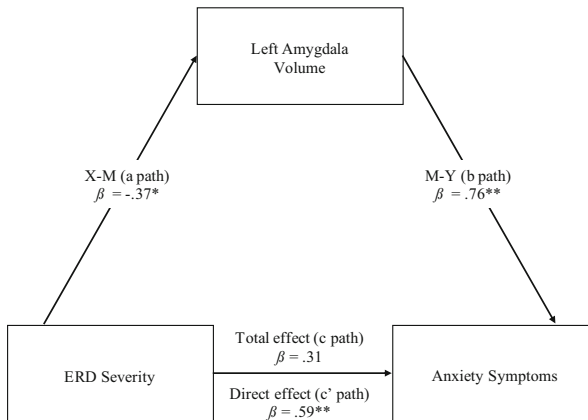 Left Amygdala
Volume
X-M (a path)
β = -.37*
M-Y (b path)
β = .76**
ERD Severity
Total effect (c path)
β = .31
Direct effect (c’ path)
β = .59**
Anxiety Symptoms